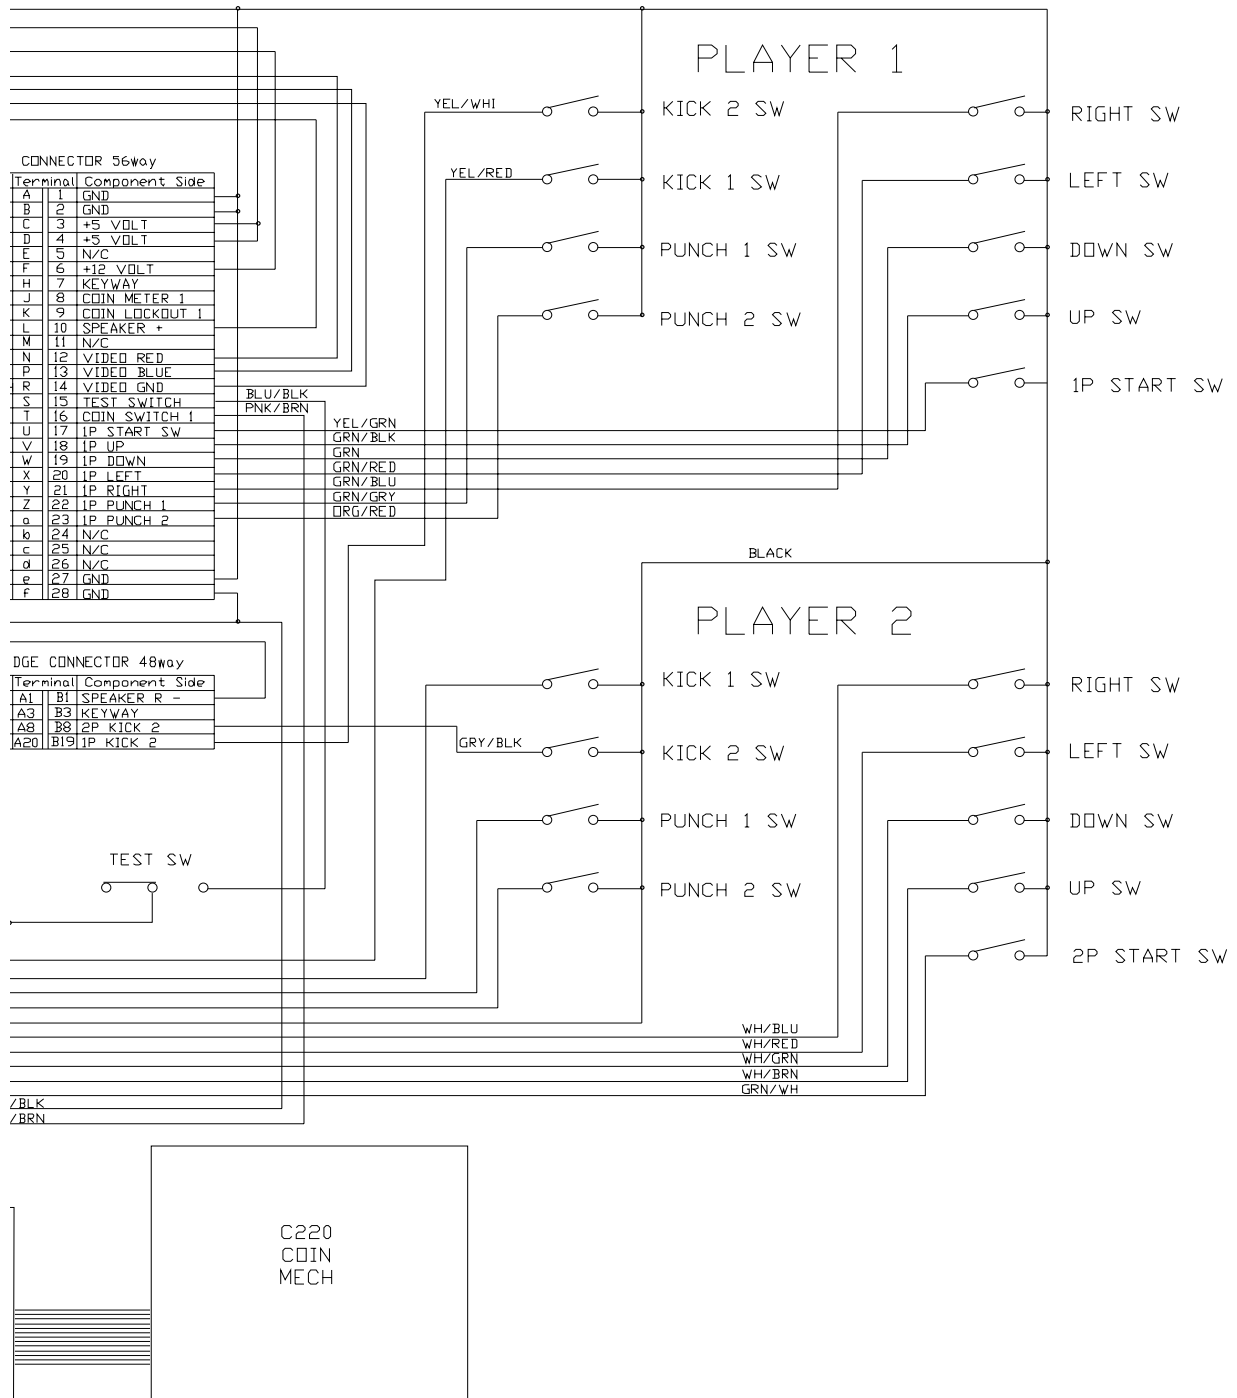 PLAYER 1
YEL/WHI
KICK 2 SW
RIGHT SW
YEL/RED
KICK 1 SW
LEFT SW
PUNCH 1 SW
DOWN SW
PUNCH 2 SW
UP SW
1P START SW
CONNECTOR 56way
Terminal Component Side
A 1 GND
B 2 GND
C 3 +5 VOLT
D 4 +5 VOLT
E 5 N/C
F 6 +12 VOLT
H 7 KEYWAY
J 8 COIN METER 1
K 9 COIN LOCKOUT 1
L 10 SPEAKER +
M 11 N/C
N 12 VIDEO RED
P 13 VIDEO BLUE
R 14 VIDEO GND
S 15 TEST SWITCH
T 16 COIN SWITCH 1
U 17 1P START SW
V 18 1P UP
W 19 1P DOWN
X 20 1P LEFT
Y 21 1P RIGHT
Z 22 1P PUNCH 1
a 23 1P PUNCH 2
b 24 N/C
c 25 N/C
d 26 N/C
e 27 GND
f 28 GND
BLU/BLK
PNK/BRN
YEL/GRN
GRN/BLK
GRN
GRN/RED
GRN/BLU
GRN/GRY
ORG/RED
BLACK
PLAYER 2
DGE CONNECTOR 48way
Terminal Component Side
A1 B1 SPEAKER R -
A3 B3 KEYWAY
A8 B8 2P KICK 2
A20 B19 1P KICK 2
KICK 1 SW
RIGHT SW
GRY/BLK
KICK 2 SW
LEFT SW
PUNCH 1 SW
DOWN SW
TEST SW
PUNCH 2 SW
UP SW
2P START SW
WH/BLU
WH/RED
WH/GRN
WH/BRN
GRN/WH
/BLK
/BRN
C220
COIN
MECH